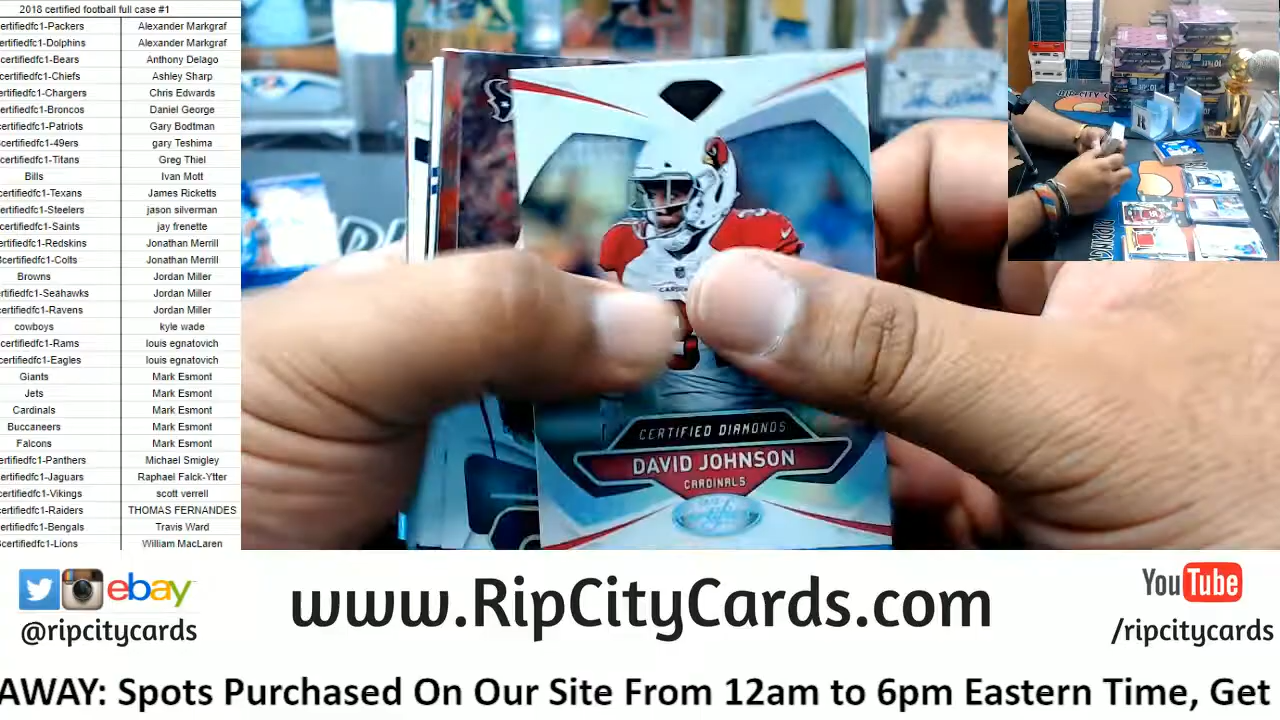 2018 certified football full case #1
ertifiedfc1-Packers Alexander Markgraf
ertifiedfc1-Dolphins Alexander Markgraf
certifiedfc1-Bears Anthony Delago
certifiedfc1-Chiefs Ashley Sharp
ertifiedfc1-Chargers Chris Edwards
ertifiedfc1-Broncos Daniel George
ertifiedfc1-Patriots Gary Bodtman
certifiedfc1-49ers gary Teshima
certifiedfc1-Titans Greg Thiel
Bills Ivan Mott
certifiedfc1-Texans James Ricketts
ertifiedfc1-Steelers jason silverman
certifiedfc1-Saints jay frenette
ertifiedfc1-Redskins Jonathan Merrill
8certifiedfc1-Colts Jonathan Merrill
Browns Jordan Miller
ertifiedfc1-Seahawks Jordan Miller
certifiedfc1-Ravens Jordan Miller
cowboys kyle wade
certifiedfc1-Rams louis egnatovich
certifiedfc1-Eagles louis egnatovich
Giants Mark Esmont
Jets Mark Esmont
Cardinals Mark Esmont
Buccaneers Mark Esmont
Falcons Mark Esmont
ertifiedfc1-Panthers Michael Smigley
ertifiedfc1-Jaguars Raphael Falck-Ytter
certifiedfc1-Vikings scott verrell
ertifiedfc1-Raiders THOMAS FERNANDES
ertifiedfc1-Bengals Travis Ward
8certifiedfc1-Lions William MacLaren
CERTIFIED DIAMONDS
DAVID JOHNSON
CARDINALS
ebay
@ripcitycards
www.RipCityCards.com
YouTube
/ripcitycards
AWAY: Spots Purchased On Our Site From 12am to 6pm Eastern Time, Get